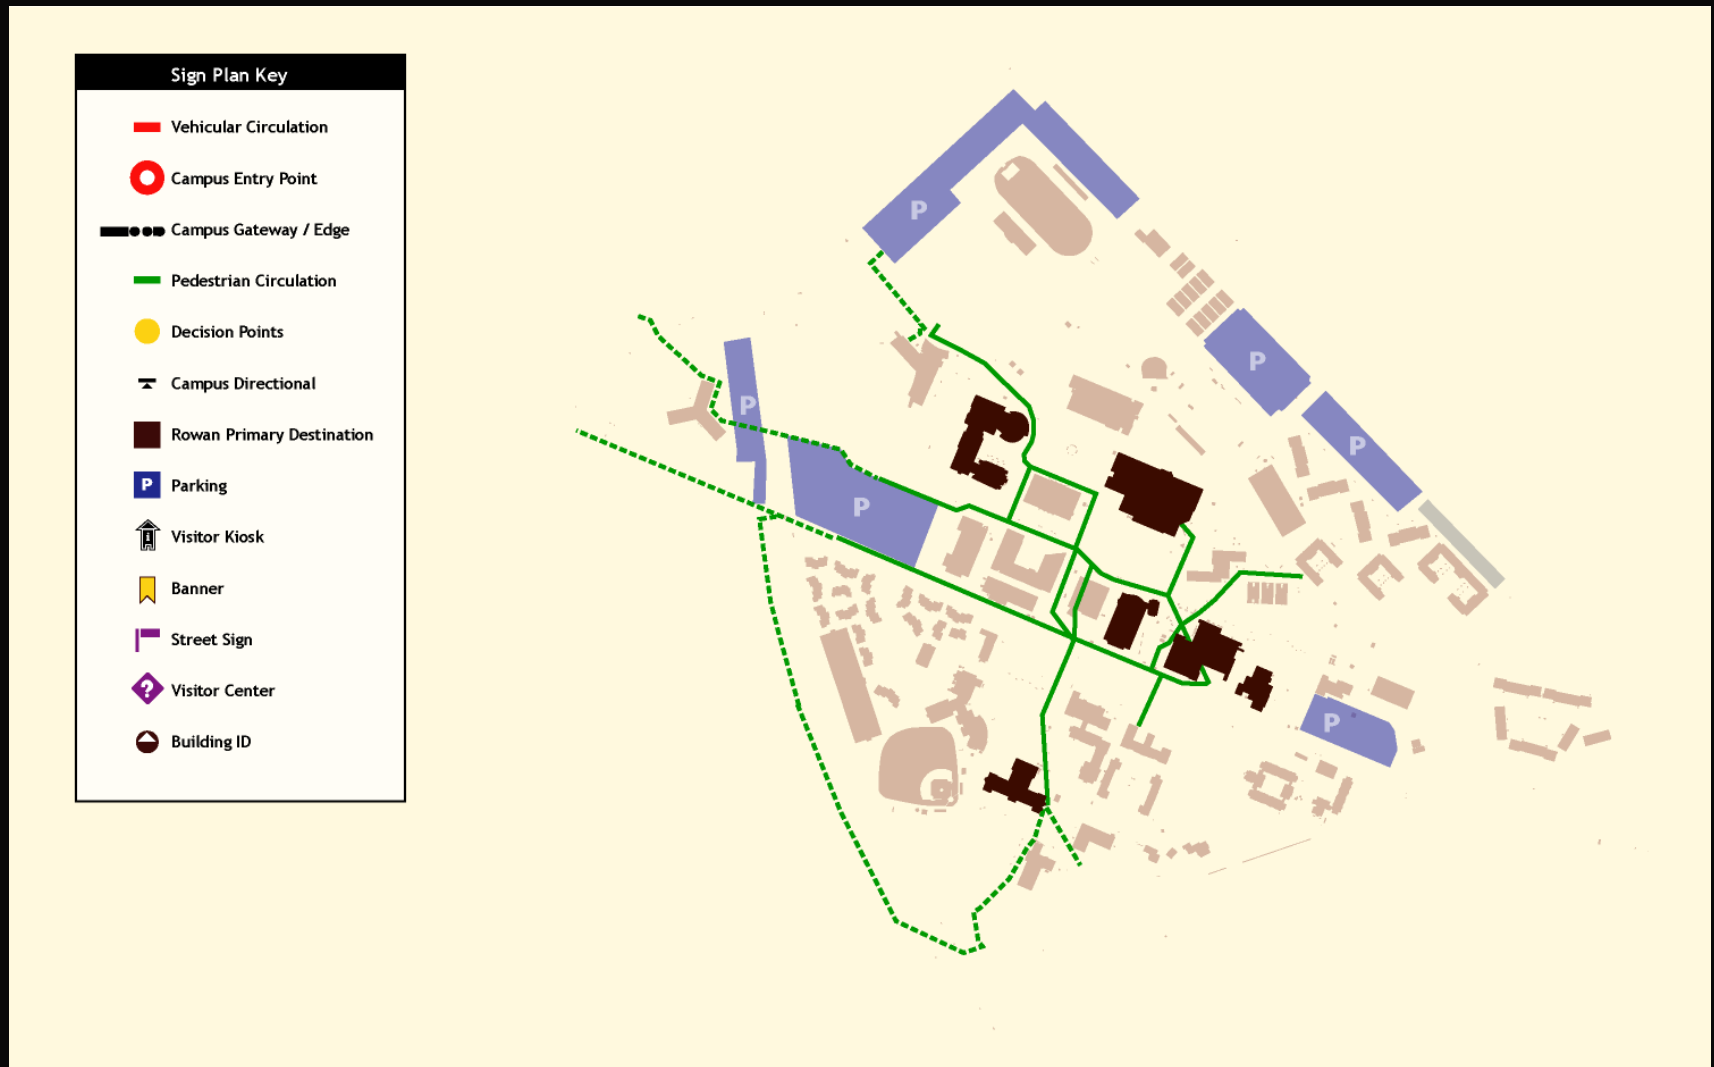 Sign Plan Key
Vehicular Circulation
Campus Entry Point
Campus Gateway / Edge
Pedestrian Circulation
Decision Points
Campus Directional
Rowan Primary Destination
P Parking
i Visitor Kiosk
Banner
Street Sign
? Visitor Center
Building ID
P
P
P
P
P
P